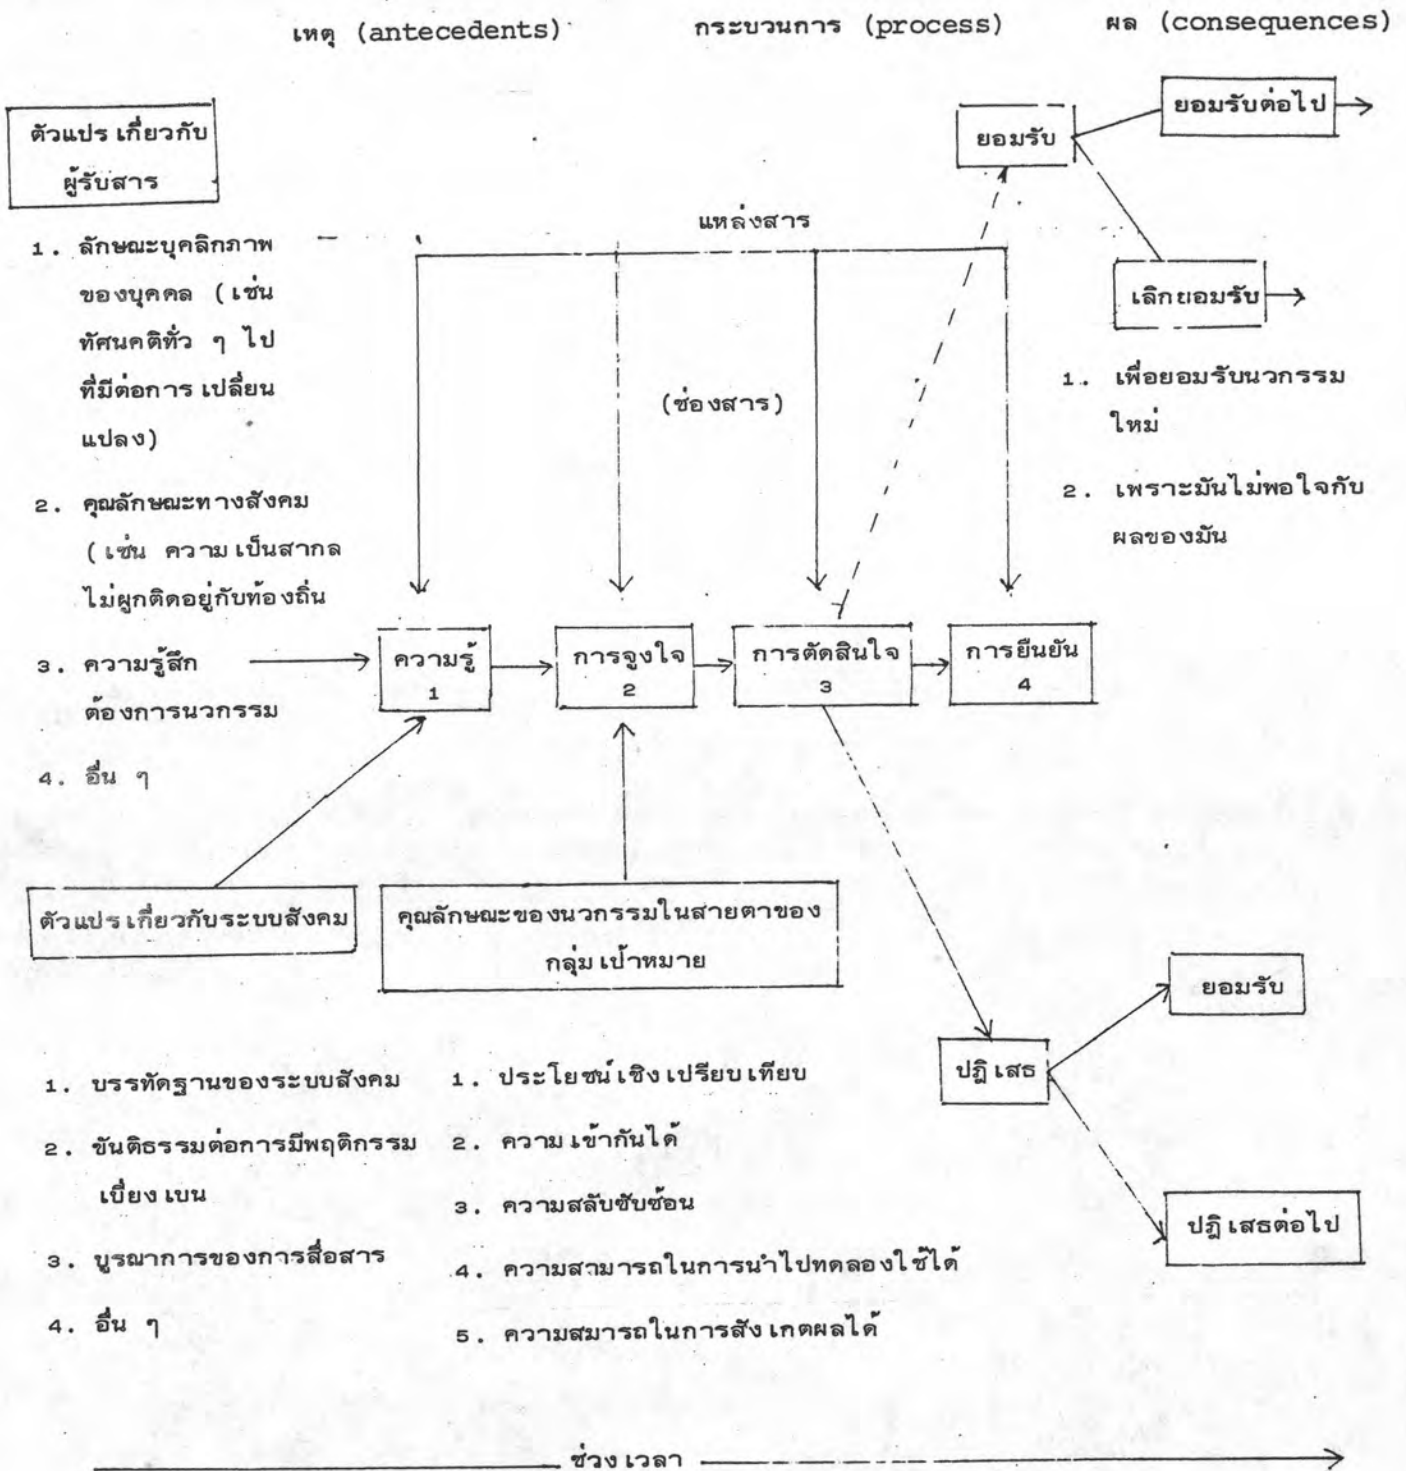 เหตุ (antecedents) กระบวนการ (process) ผล (consequences)
ตัวแปรเกี่ยวกับ
ผู้รับสาร
1. ลักษณะบุคลิกภาพ
ของบุคคล (เช่น
ทัศนคติทั่ว ๆ ไป
ที่มีต่อการเปลี่ยน
แปลง)
2. คุณลักษณะทางสังคม
(เช่น ความเป็นสากล
ไม่ผูกติดอยู่กับท้องถิ่น
3. ความรู้สึก
ต้องการนวกรรม
4. อื่น ๆ
แหล่งสาร
(ช่องสาร)
ความรู้
1
การจูงใจ
2
การตัดสินใจ
3
การยืนยัน
4
ยอมรับ
ยอมรับต่อไป
เลิกยอมรับ
1. เพื่อยอมรับนวกรรม
ใหม่
2. เพราะมันไม่พอใจกับ
ผลของมัน
ตัวแปรเกี่ยวกับระบบสังคม
1. บรรทัดฐานของระบบสังคม
2. ขันติธรรมต่อการมีพฤติกรรม
เบี่ยงเบน
3. บูรณาการของการสื่อสาร
4. อื่น ๆ
คุณลักษณะของนวกรรมในสายตาของ
กลุ่มเป้าหมาย
1. ประโยชน์เชิงเปรียบเทียบ
2. ความเข้ากันได้
3. ความสลับซับซ้อน
4. ความสามารถในการนำไปทดลองใช้ได้
5. ความสมารถในการสังเกตผลได้
ปฏิเสธ
ยอมรับ
ปฏิเสธต่อไป
ช่วงเวลา